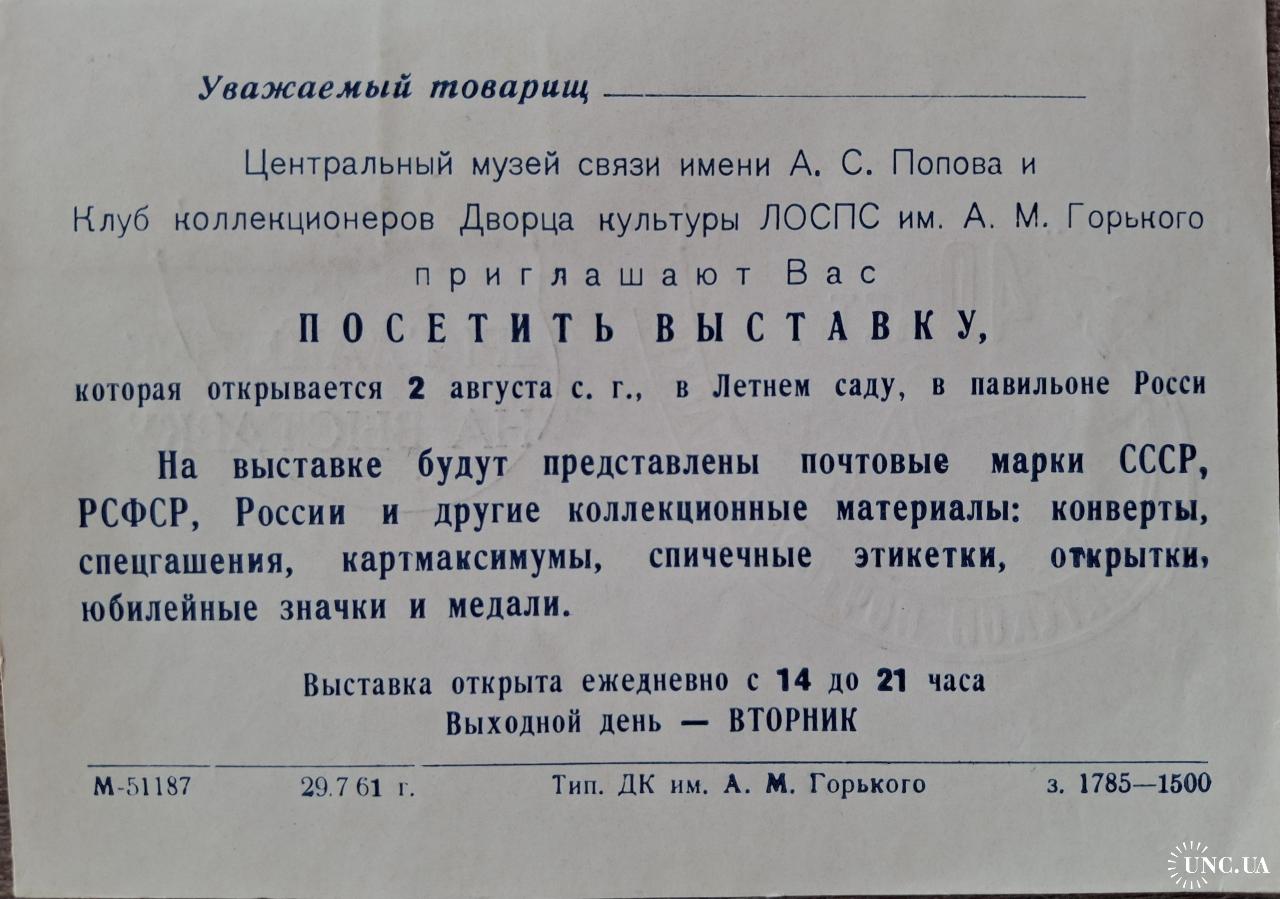 Уважаемый товарищ
Центральный музей связи имени А. С. Попова и
Клуб коллекционеров Дворца культуры ЛОСПС им. А. М. Горького
приглашают Вас
ПОСЕТИТЬ ВЫСТАВКУ,
которая открывается 2 августа с. г., в Летнем саду, в павильоне Росси
На выставке будут представлены почтовые марки СССР,
РСФСР, России и другие коллекционные материалы: конверты,
спецгашения, картмаксимумы, спичечные этикетки, открытки,
юбилейные значки и медали.
Выставка открыта ежедневно с 14 до 21 часа
Выходной день — ВТОРНИК
М-51187 29.7 61 г. Тип. ДК им. А. М. Горького з. 1785—1500
UNC.UA